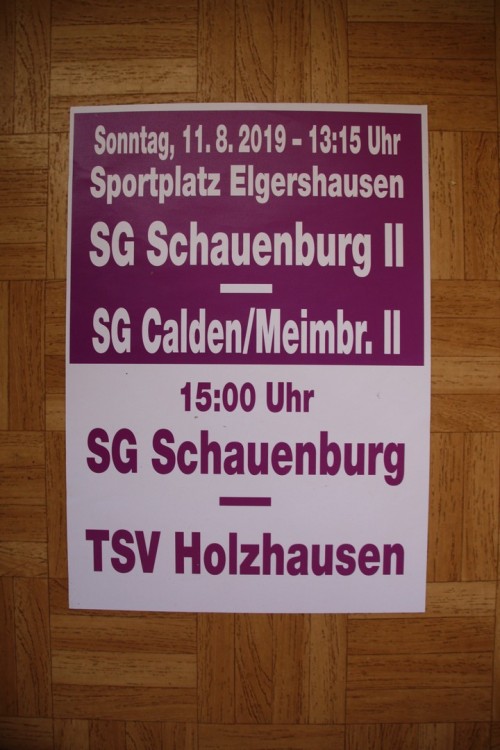 Sonntag, 11. 8. 2019 – 13:15 Uhr
Sportplatz Elgershausen
SG Schauenburg II
—
SG Calden/Meimbr. II
15:00 Uhr
SG Schauenburg
—
TSV Holzhausen